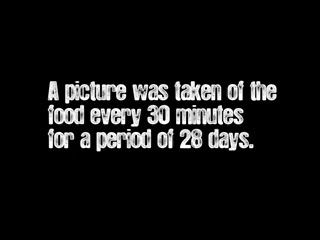 A picture was taken of the
food every 30 minutes
for a period of 28 days.